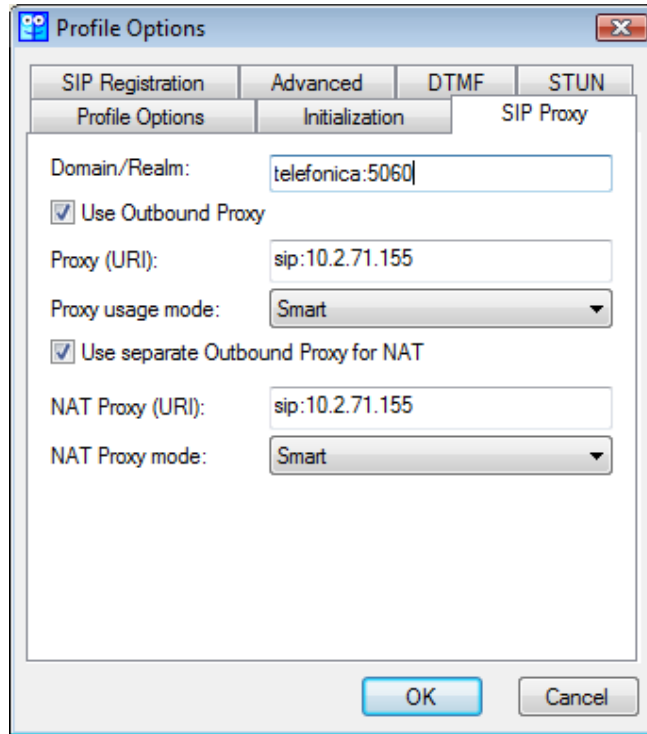 Profile Options
SIP Registration Advanced DTMF STUN
Profile Options Initialization SIP Proxy
Domain/Realm: telefonica:5060
Use Outbound Proxy
Proxy (URI): sip:10.2.71.155
Proxy usage mode: Smart
Use separate Outbound Proxy for NAT
NAT Proxy (URI): sip:10.2.71.155
NAT Proxy mode: Smart
OK Cancel